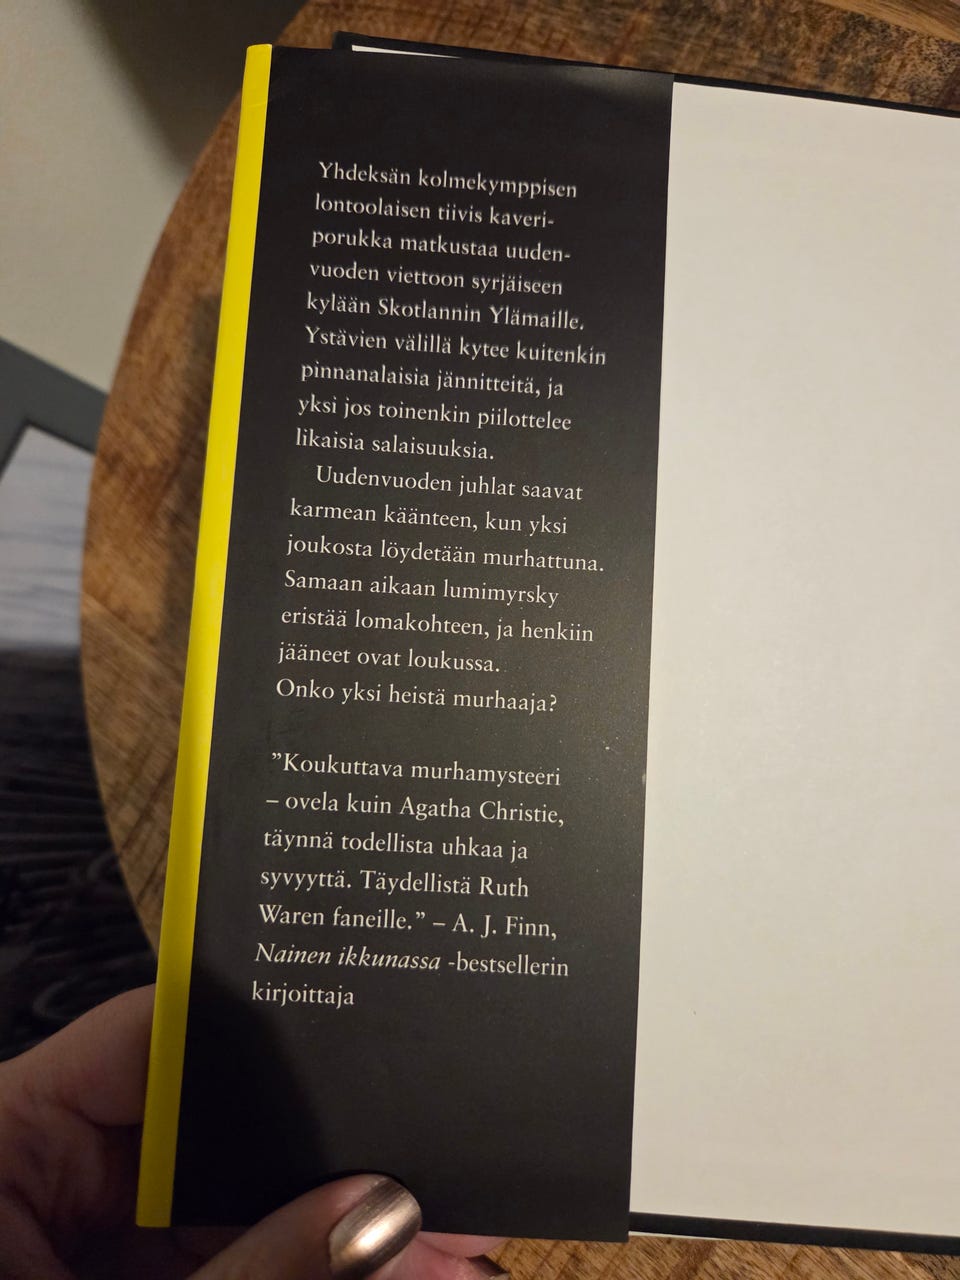 Yhdeksän kolmekymppisen
lontoolaisen tiivis kaveri-
porukka matkustaa uuden-
vuoden viettoon syrjäiseen
kylään Skotlannin Ylämaille.
Ystävien välillä kytee kuitenkin
pinnanalaisia jännitteitä, ja
yksi jos toinenkin piilottelee
likaisia salaisuuksia.
Uudenvuoden juhlat saavat
karmean käänteen, kun yksi
joukosta löydetään murhattuna.
Samaan aikaan lumimyrsky
eristää lomakohteen, ja henkiin
jääneet ovat loukussa.
Onko yksi heistä murhaaja?
”Koukuttava murhamysteeri
– ovela kuin Agatha Christie,
täynnä todellista uhkaa ja
syvyyttä. Täydellistä Ruth
Waren faneille.” – A. J. Finn,
Nainen ikkunassa -bestsellerin
kirjoittaja